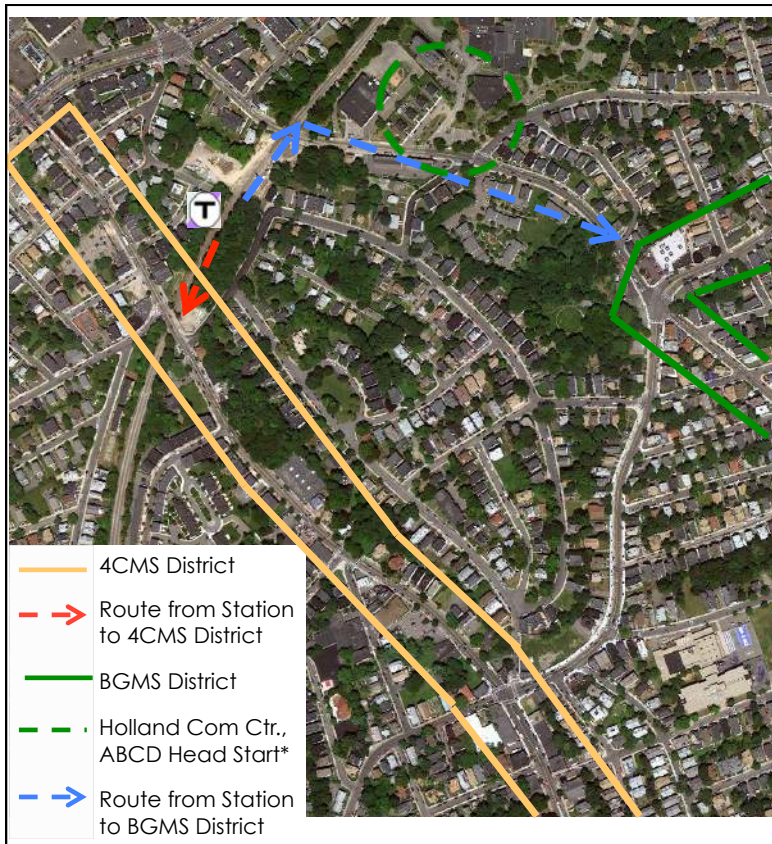 T
4CMS District
Route from Station
to 4CMS District
BGMS District
Holland Com Ctr.,
ABCD Head Start*
Route from Station
to BGMS District